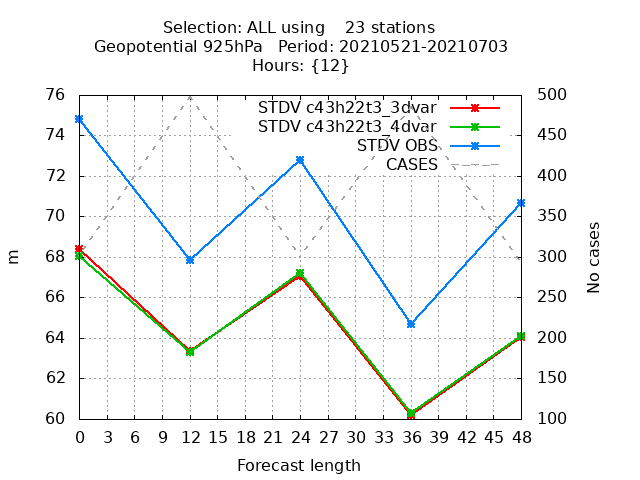 Selection: ALL using    23 stations
Geopotential 925hPa   Period: 20210521-20210703
Hours: {12}
76
74
72
70
68
66
64
62
60
m
STDV c43h22t3_3dvar
STDV c43h22t3_4dvar
STDV OBS
CASES
500
450
400
350
300
250
200
150
100
No cases
0 3 6 9 12 15 18 21 24 27 30 33 36 39 42 45 48
Forecast length